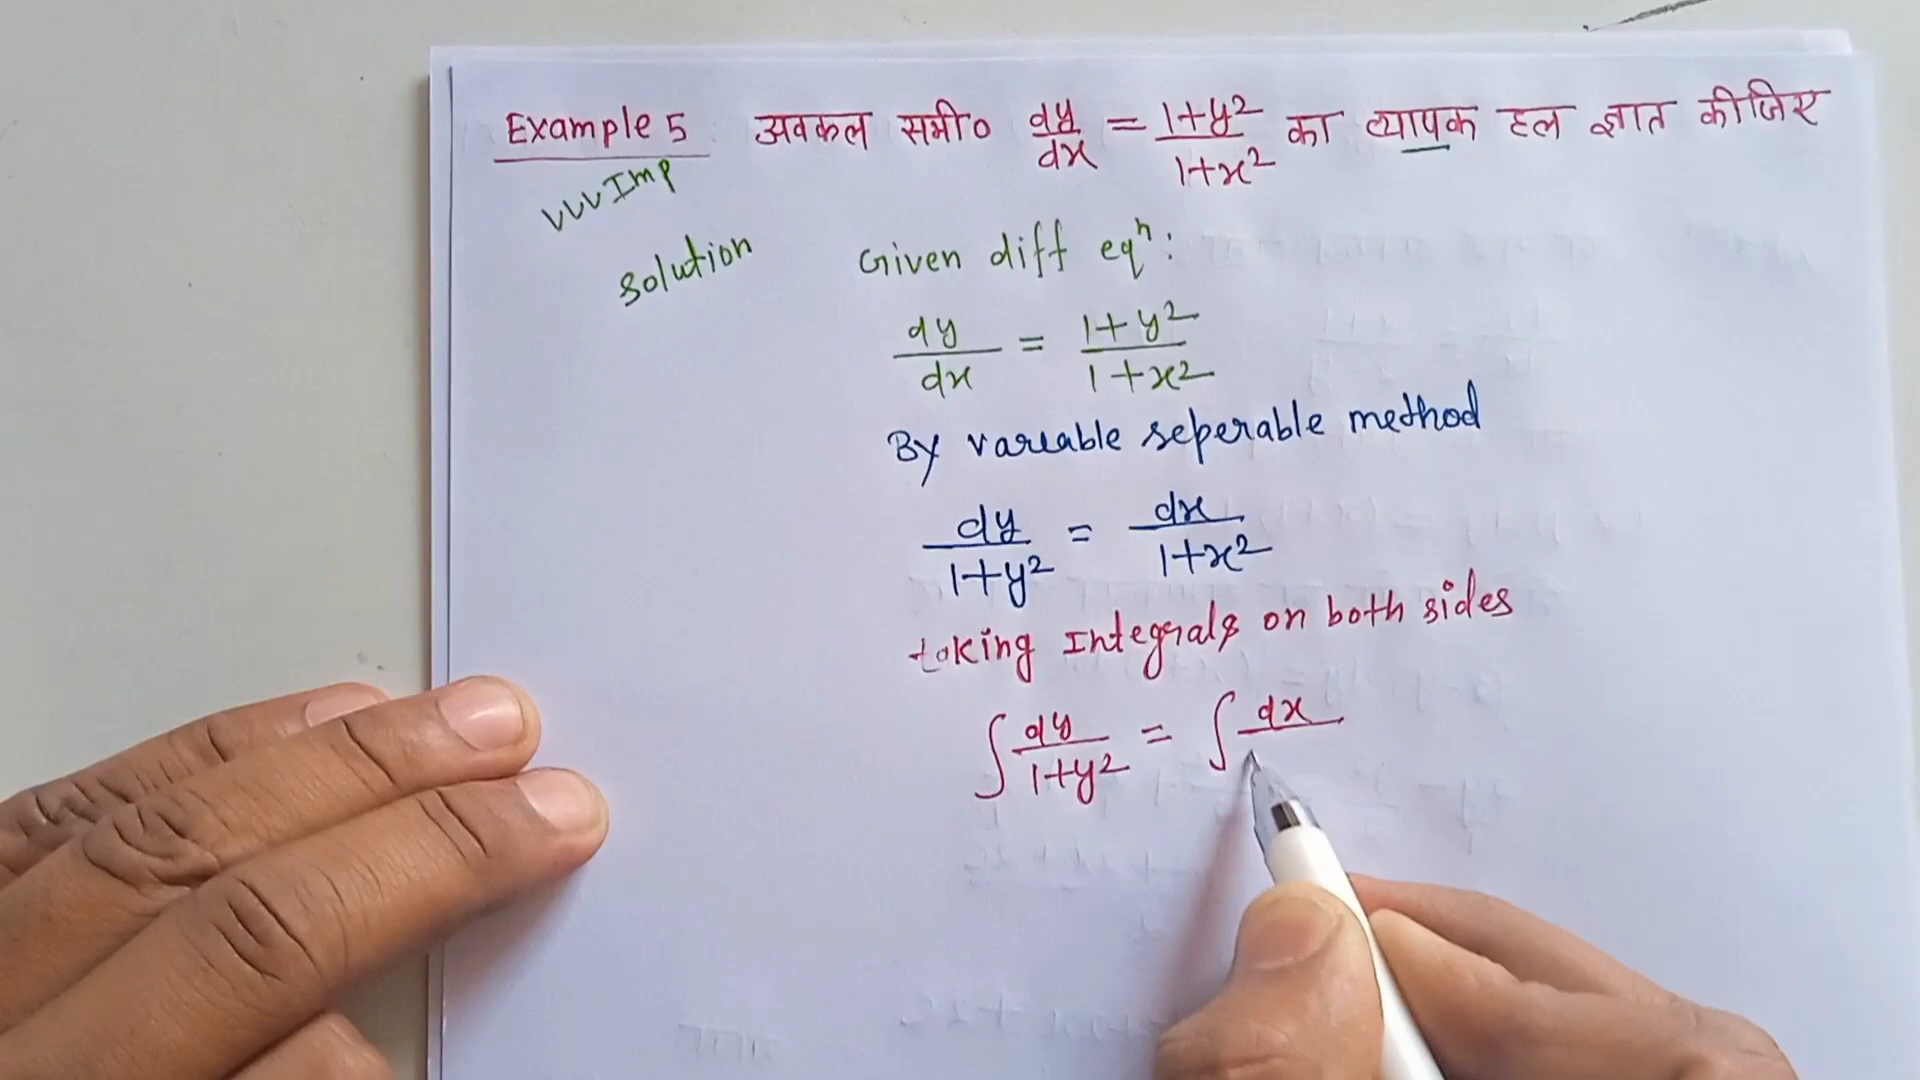 Example 5 अवकल समी० dy/dx = 1+y²/1+x² का व्यापक हल ज्ञात कीजिए
VVVImp
solution
Given diff eqⁿ:
dy/dx = 1+y²/1+x²
By variable seperable method
dy/1+y² = dx/1+x²
taking Integrals on both sides
∫dy/1+y² = ∫dx/